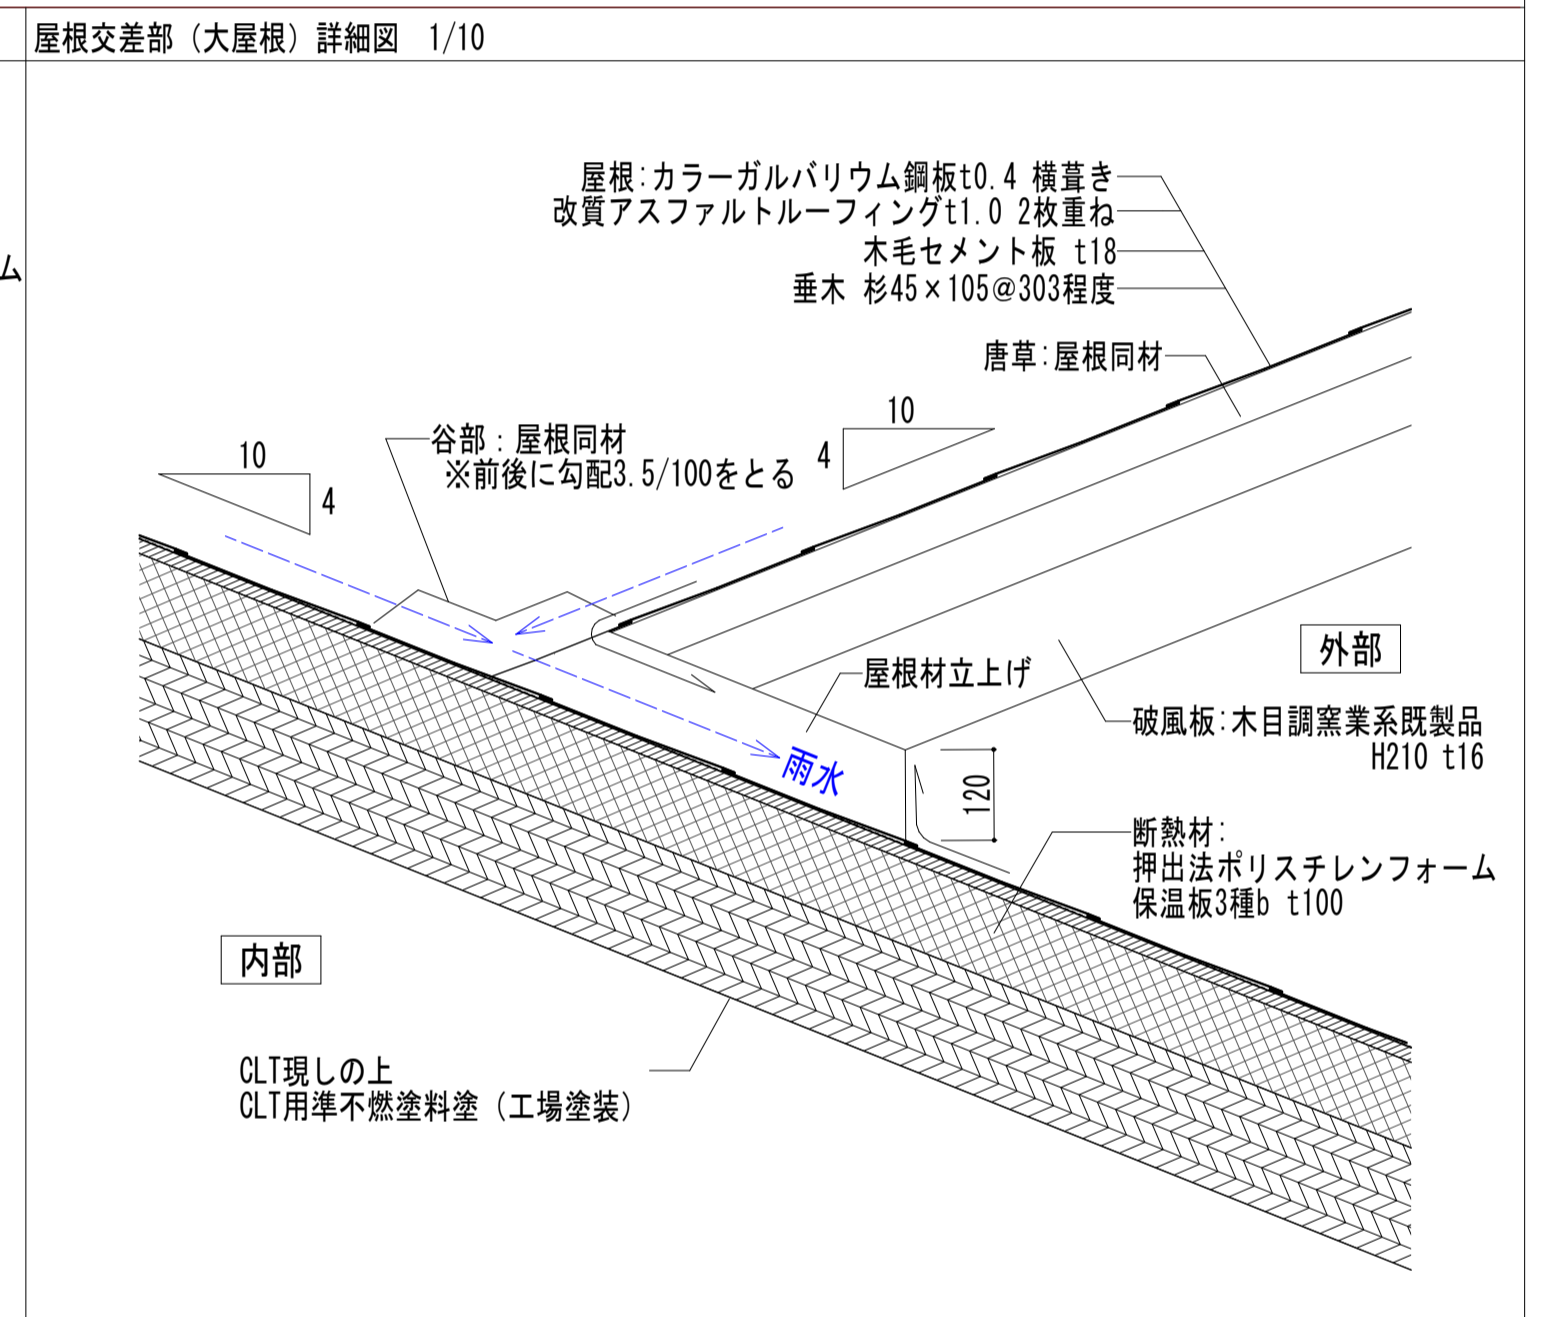 屋根交差部（大屋根）詳細図　1/10
ム
屋根:カラーガルバリウム鋼板t0.4 横葺き
改質アスファルトルーフィングt1.0 2枚重ね
木毛セメント板 t18
垂木 杉45×105@303程度
唐草:屋根同材
10
4
谷部：屋根同材
※前後に勾配3.5/100をとる
10
4
外部
屋根材立上げ
破風板:木目調窯業系既製品
H210 t16
雨水
120
断熱材:
押出法ポリスチレンフォーム
保温板3種b t100
内部
CLT現しの上
CLT用準不燃塗料塗（工場塗装）